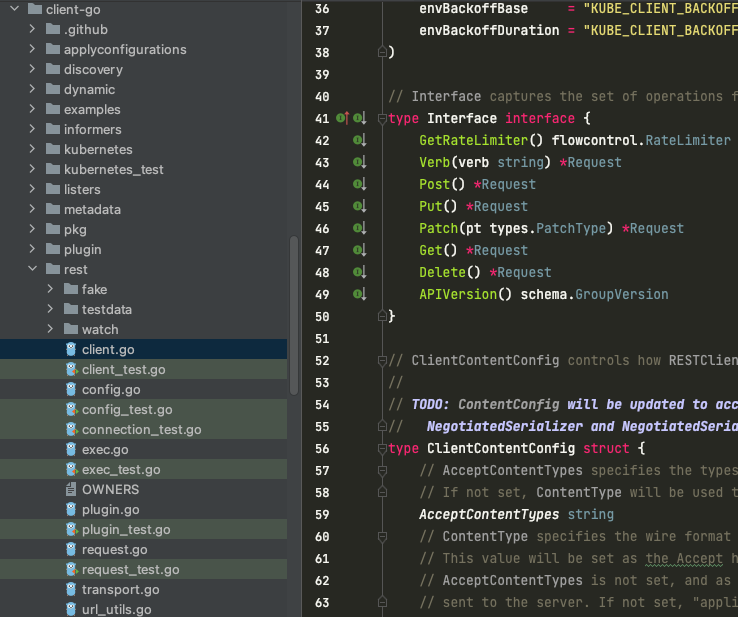 client-go
.github
applyconfigurations
discovery
dynamic
examples
informers
kubernetes
kubernetes_test
listers
metadata
pkg
plugin
rest
fake
testdata
watch
client.go
client_test.go
config.go
config_test.go
connection_test.go
exec.go
exec_test.go
OWNERS
plugin.go
plugin_test.go
request.go
request_test.go
transport.go
url_utils.go
36 envBackoffBase = "KUBE_CLIENT_BACKOFF
37 envBackoffDuration = "KUBE_CLIENT_BACKOFF
38 )
39
40 // Interface captures the set of operations f
41 type Interface interface {
42 GetRateLimiter() flowcontrol.RateLimiter
43 Verb(verb string) *Request
44 Post() *Request
45 Put() *Request
46 Patch(pt types.PatchType) *Request
47 Get() *Request
48 Delete() *Request
49 APIVersion() schema.GroupVersion
50 }
51
52 // ClientContentConfig controls how RESTClien
53 //
54 // TODO: ContentConfig will be updated to acc
55 // NegotiatedSerializer and NegotiatedSeria
56 type ClientContentConfig struct {
57 // AcceptContentTypes specifies the types
58 // If not set, ContentType will be used t
59 AcceptContentTypes string
60 // ContentType specifies the wire format
61 // This value will be set as the Accept h
62 // AcceptContentTypes is not set, and as
63 // sent to the server. If not set, "appli